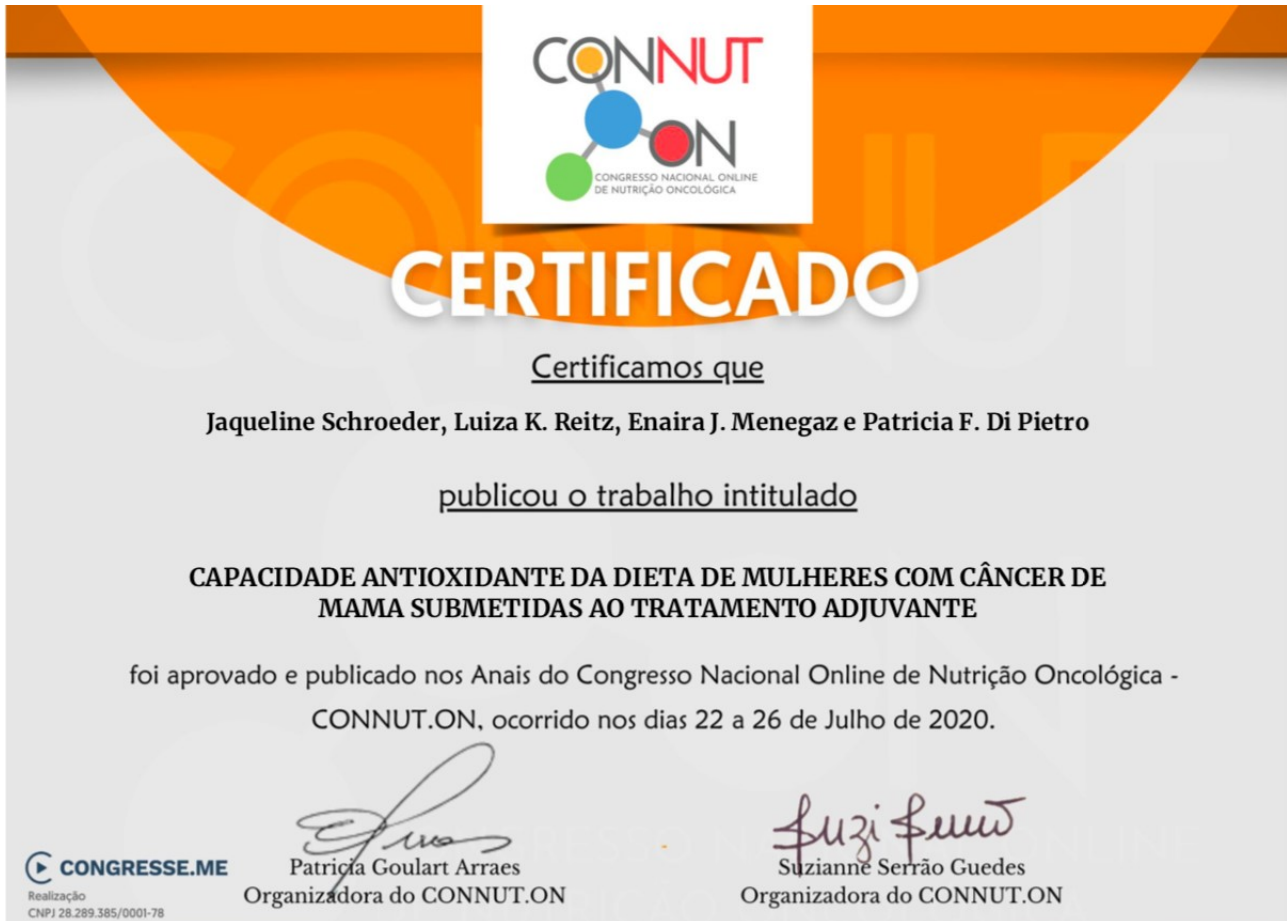 CONNUT
ON
CONGRESSO NACIONAL ONLINE
DE NUTRIÇÃO ONCOLÓGICA
CERTIFICADO
Certificamos que
Jaqueline Schroeder, Luiza K. Reitz, Enaira J. Menegaz e Patricia F. Di Pietro
publicou o trabalho intitulado
CAPACIDADE ANTIOXIDANTE DA DIETA DE MULHERES COM CÂNCER DE
MAMA SUBMETIDAS AO TRATAMENTO ADJUVANTE
foi aprovado e publicado nos Anais do Congresso Nacional Online de Nutrição Oncológica -
CONNUT.ON, ocorrido nos dias 22 a 26 de Julho de 2020.
Patricia Goulart Arraes
Organizadora do CONNUT.ON
Suzianne Serrão Guedes
Organizadora do CONNUT.ON
CONGRESSE.ME
Realização
CNPJ 28.289.385/0001-78